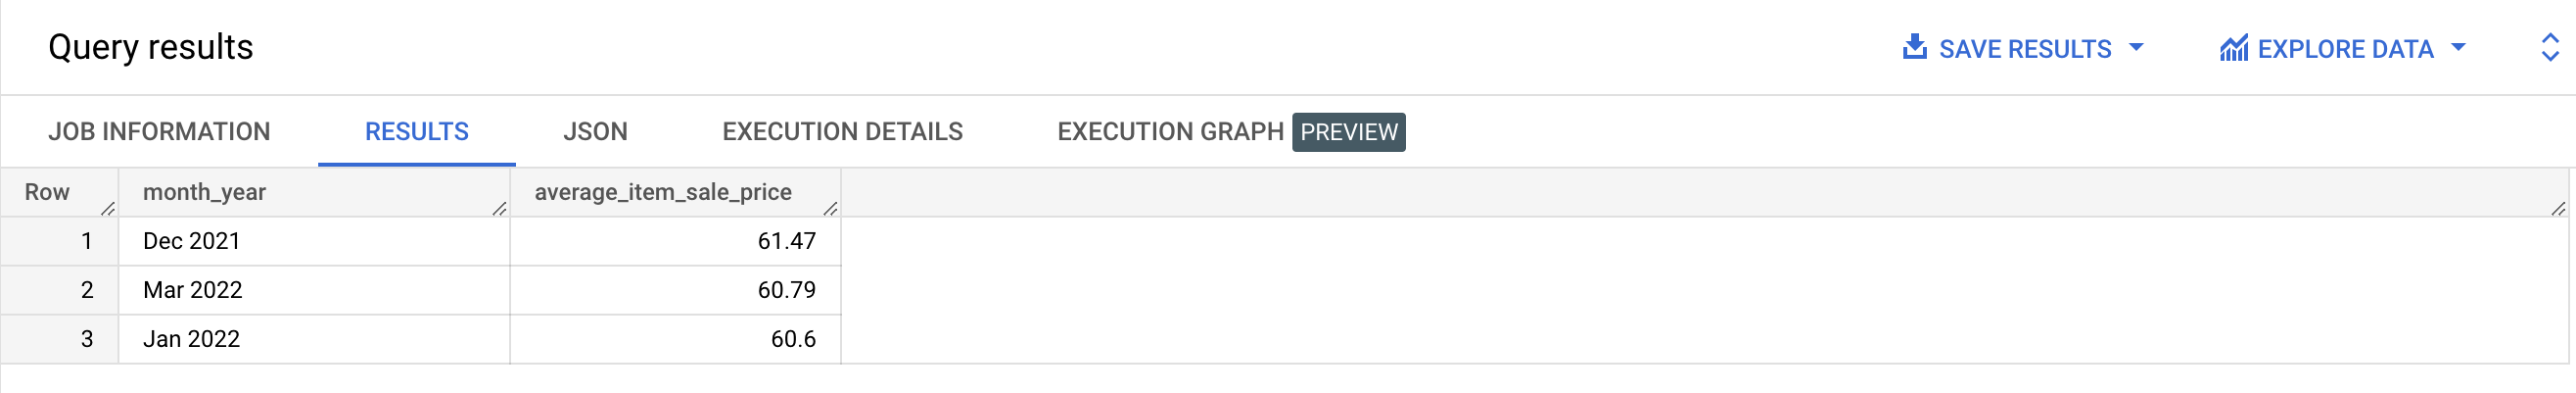 Query results SAVE RESULTS EXPLORE DATA
JOB INFORMATION RESULTS JSON EXECUTION DETAILS EXECUTION GRAPH PREVIEW
Row month_year average_item_sale_price
1 Dec 2021 61.47
2 Mar 2022 60.79
3 Jan 2022 60.6